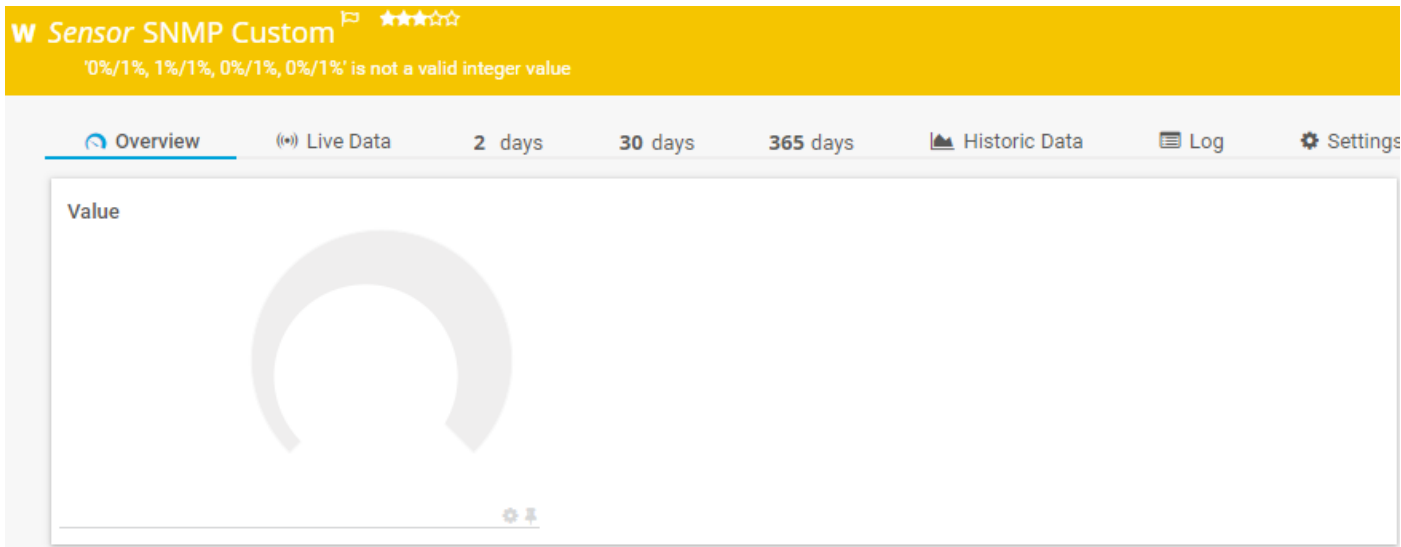 W Sensor SNMP Custom
'0%/1%, 1%/1%, 0%/1%, 0%/1%' is not a valid integer value
Overview Live Data 2 days 30 days 365 days Historic Data Log Settings
Value